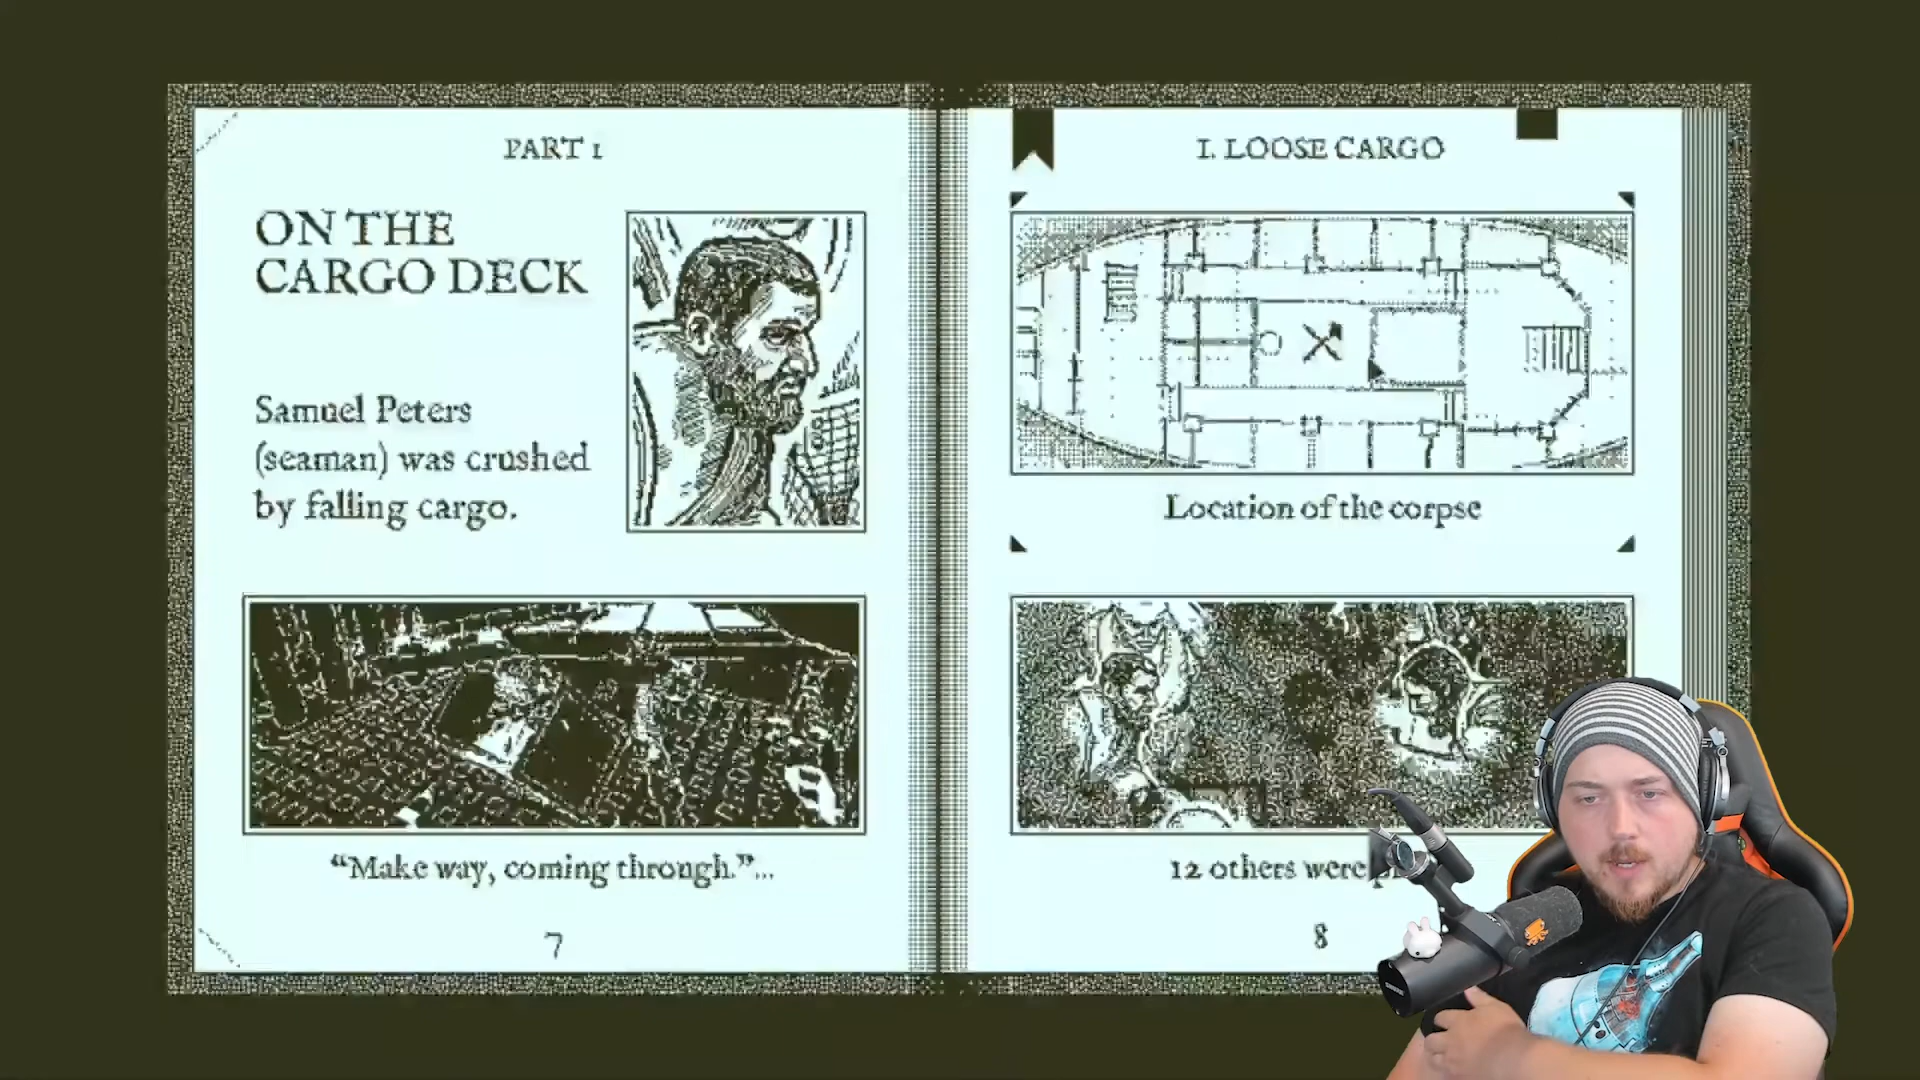 PART 1
ON THE
CARGO DECK
Samuel Peters
(seaman) was crushed
by falling cargo.
“Make way, coming through.”...
7
I. LOOSE CARGO
Location of the corpse
12 others were
8